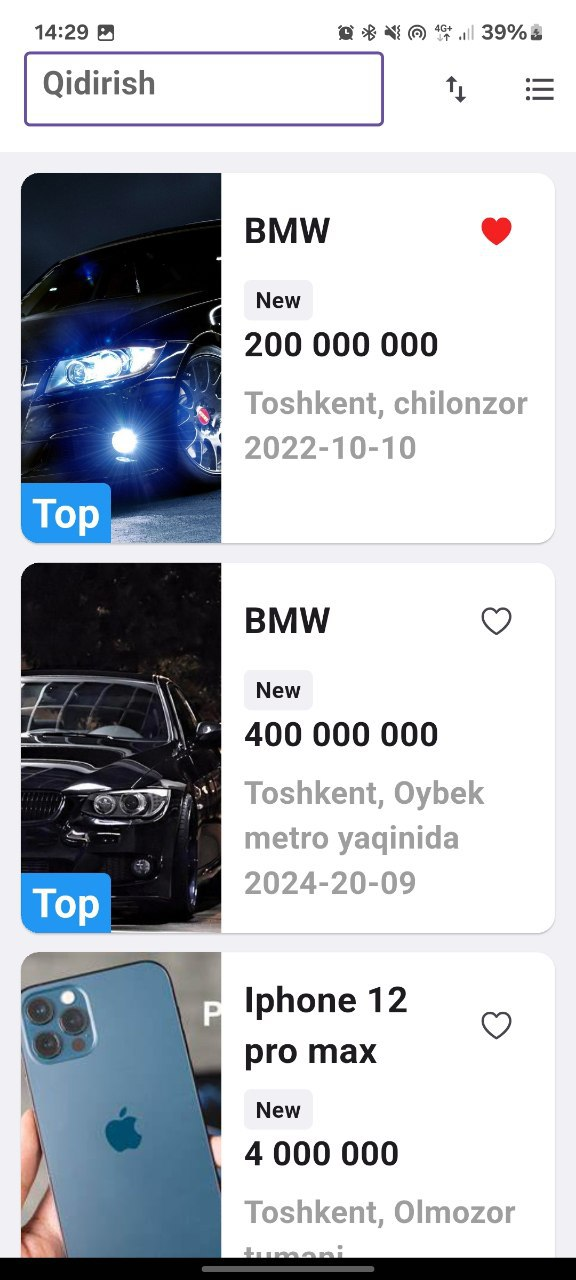 14:29
4G+
39%
Qidirish
BMW
New
200 000 000
Toshkent, chilonzor
2022-10-10
Top
BMW
New
400 000 000
Toshkent, Oybek
metro yaqinida
2024-20-09
Top
P
Iphone 12
pro max
New
4 000 000
Toshkent, Olmozor
tumani